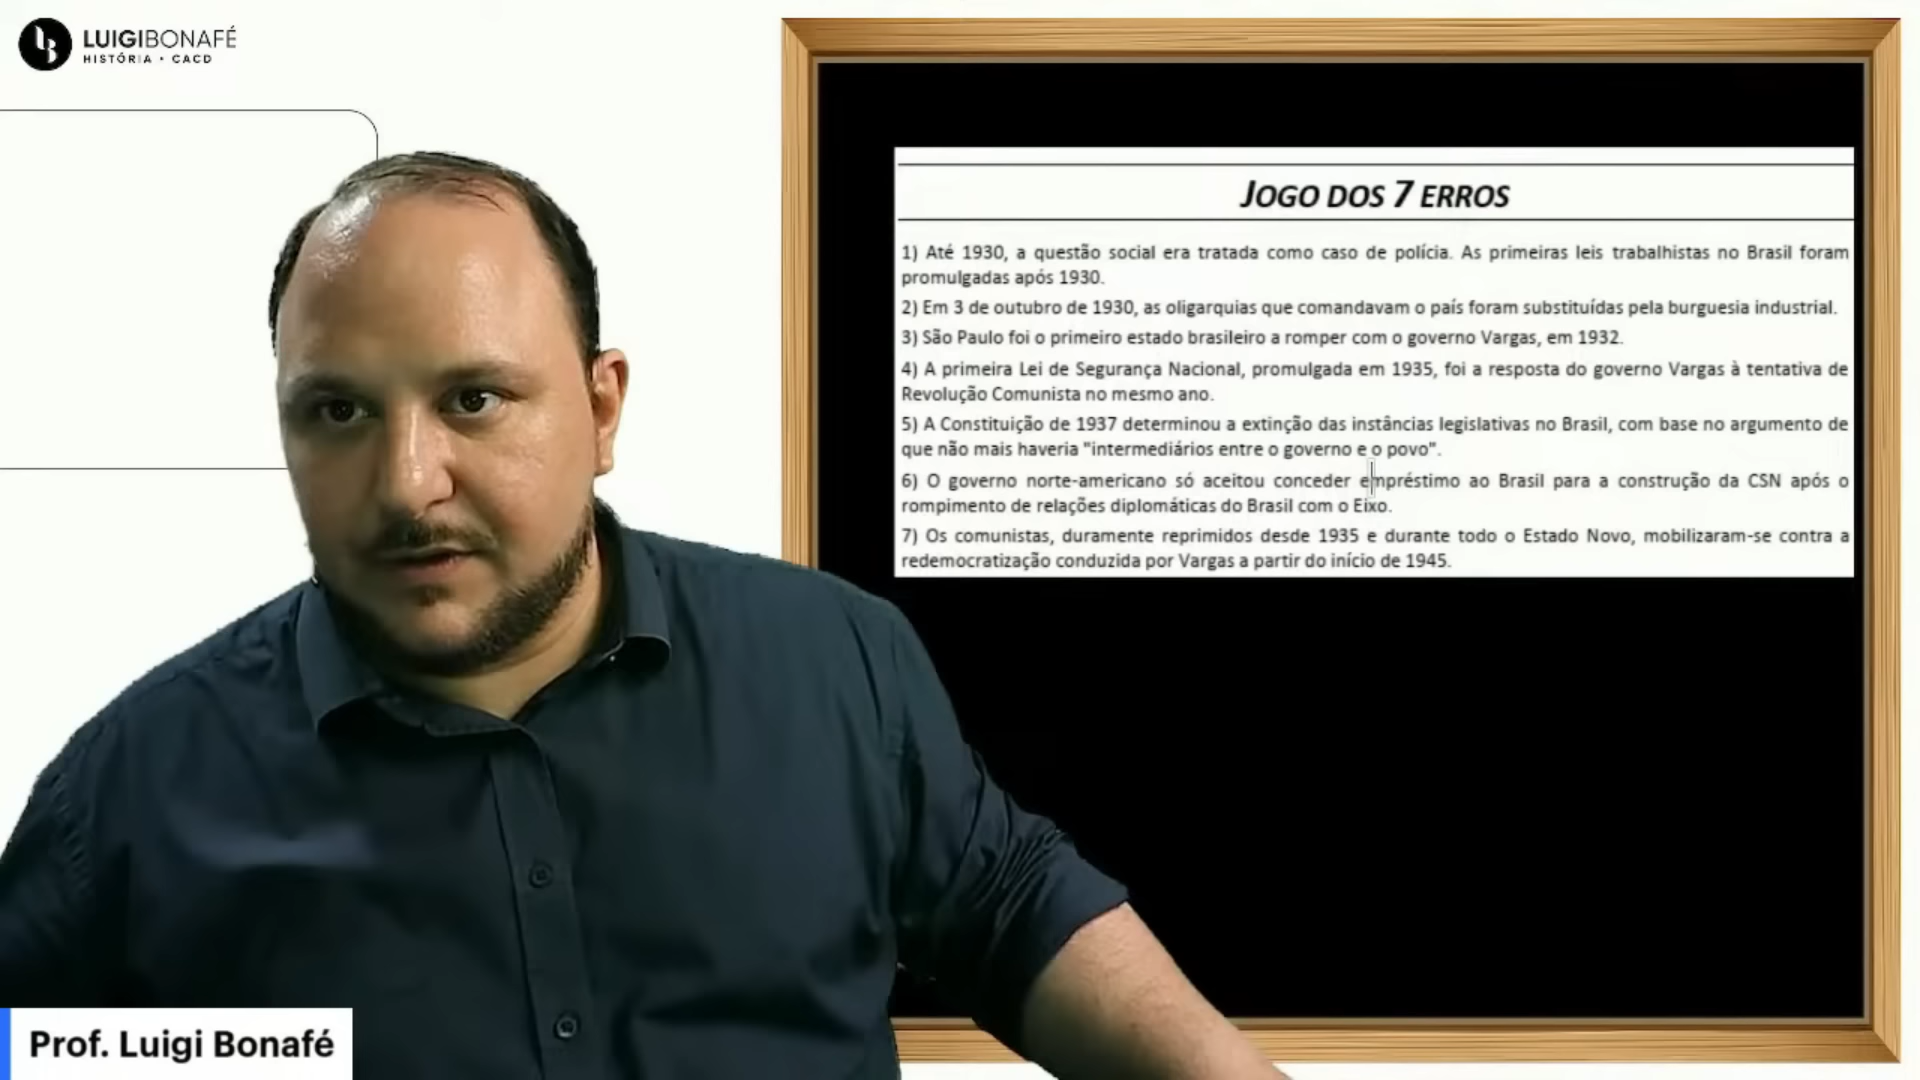 LUIGIBONAFÉ
HISTÓRIA • CACD
JOGO DOS 7 ERROS
1) Até 1930, a questão social era tratada como caso de polícia. As primeiras leis trabalhistas no Brasil foram
promulgadas após 1930.
2) Em 3 de outubro de 1930, as oligarquias que comandavam o país foram substituídas pela burguesia industrial.
3) São Paulo foi o primeiro estado brasileiro a romper com o governo Vargas, em 1932.
4) A primeira Lei de Segurança Nacional, promulgada em 1935, foi a resposta do governo Vargas à tentativa de
Revolução Comunista no mesmo ano.
5) A Constituição de 1937 determinou a extinção das instâncias legislativas no Brasil, com base no argumento de
que não mais haveria "intermediários entre o governo e o povo".
6) O governo norte-americano só aceitou conceder empréstimo ao Brasil para a construção da CSN após o
rompimento de relações diplomáticas do Brasil com o Eixo.
7) Os comunistas, duramente reprimidos desde 1935 e durante todo o Estado Novo, mobilizaram-se contra a
redemocratização conduzida por Vargas a partir do início de 1945.
Prof. Luigi Bonafé